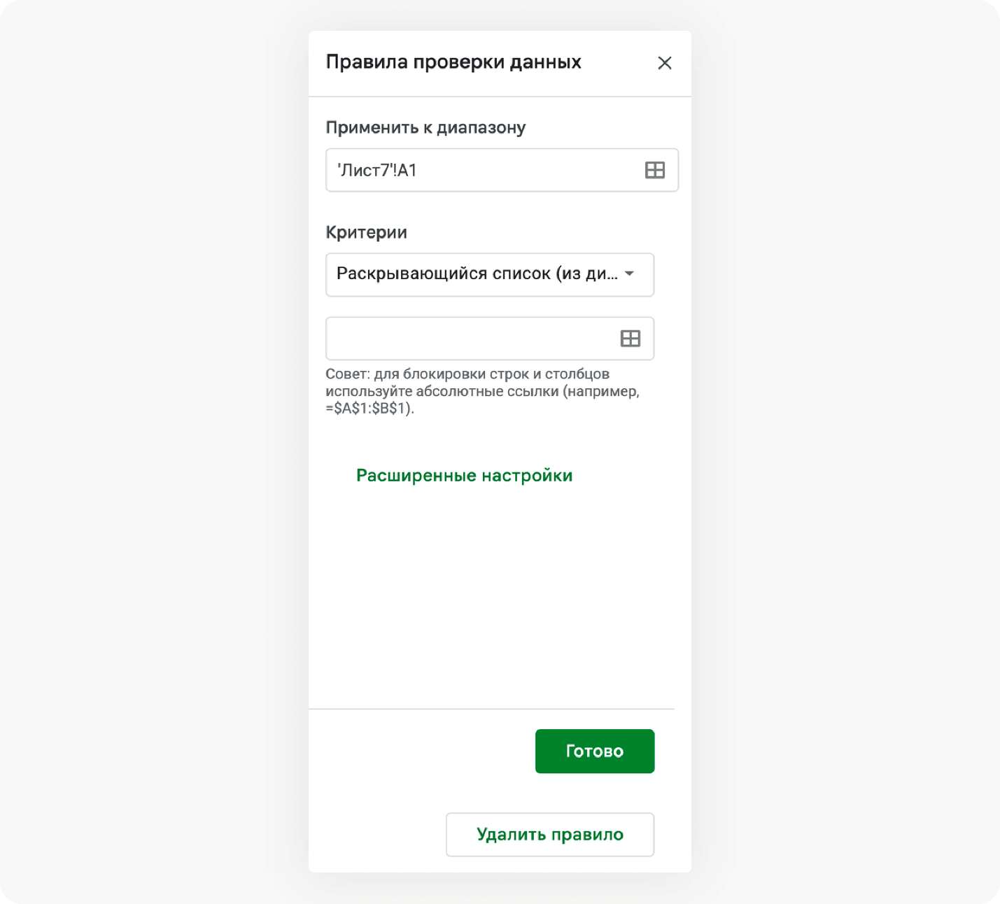 Правила проверки данных
Применить к диапазону
'Лист7'!A1
Критерии
Раскрывающийся список (из ди...
Совет: для блокировки строк и столбцов
используйте абсолютные ссылки (например,
=$A$1:$B$1).
Расширенные настройки
Готово
Удалить правило